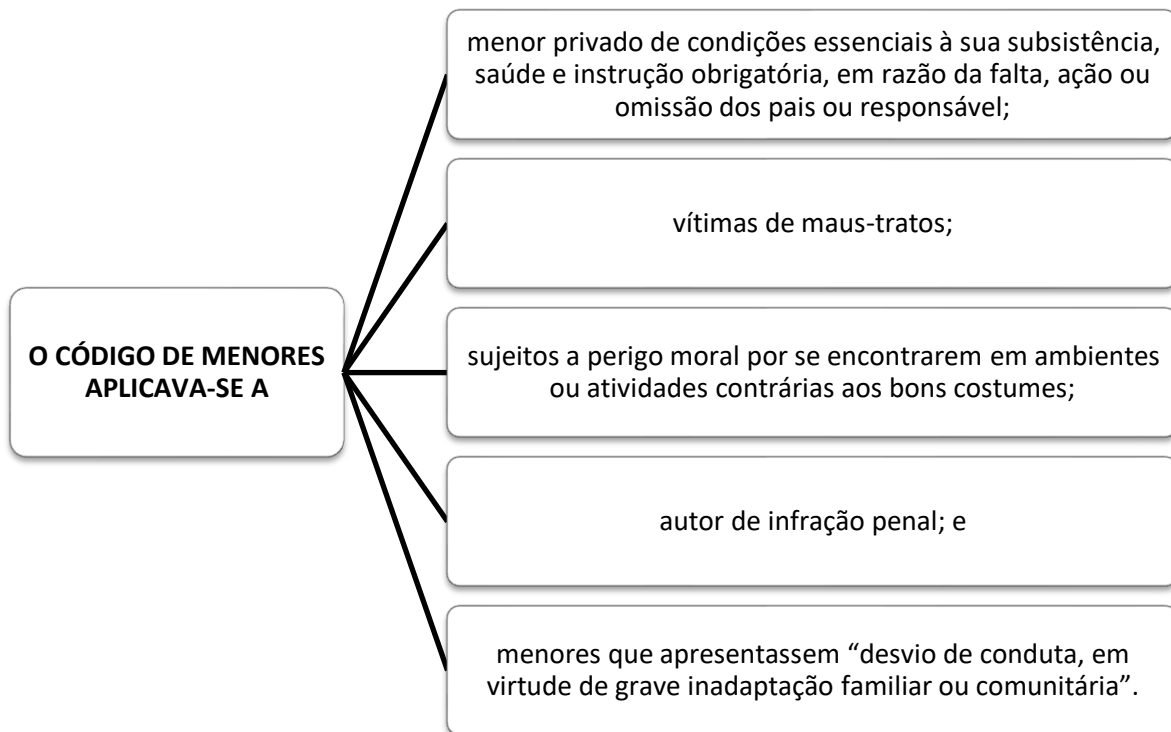 menor privado de condições essenciais à sua subsistência,
saúde e instrução obrigatória, em razão da falta, ação ou
omissão dos pais ou responsável;
vítimas de maus-tratos;
O CÓDIGO DE MENORES
APLICAVA-SE A
sujeitos a perigo moral por se encontrarem em ambientes
ou atividades contrárias aos bons costumes;
autor de infração penal; e
menores que apresentassem “desvio de conduta, em
virtude de grave inadaptação familiar ou comunitária”.